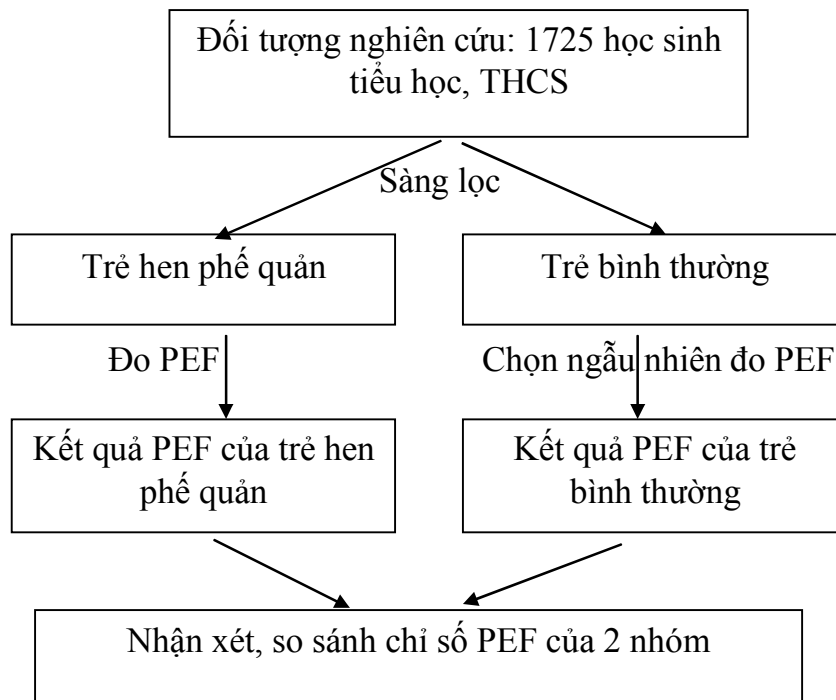 Đối tượng nghiên cứu: 1725 học sinh
tiểu học, THCS
Sàng lọc
Trẻ hen phế quản
Trẻ bình thường
Đo PEF
Chọn ngẫu nhiên đo PEF
Kết quả PEF của trẻ hen
phế quản
Kết quả PEF của trẻ
bình thường
Nhận xét, so sánh chỉ số PEF của 2 nhóm